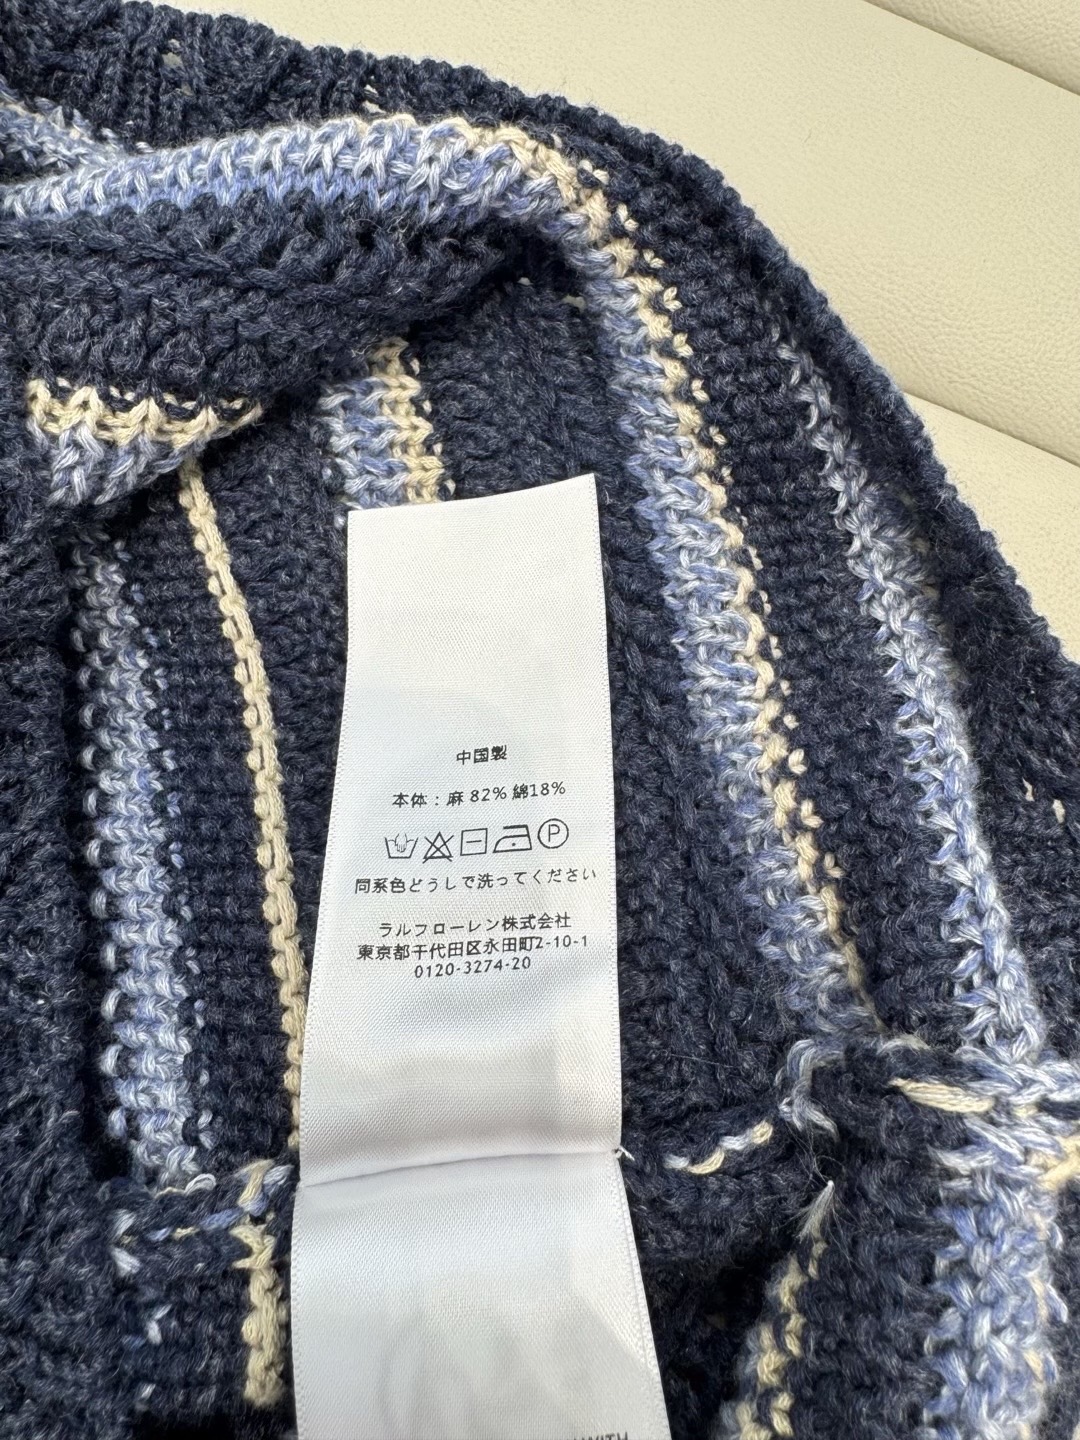 中国製
本体：麻 82% 綿18%
P
同系色どうしで洗ってください
ラルフローレン株式会社
東京都千代田区永田町2-10-1
0120-3274-20
WITH